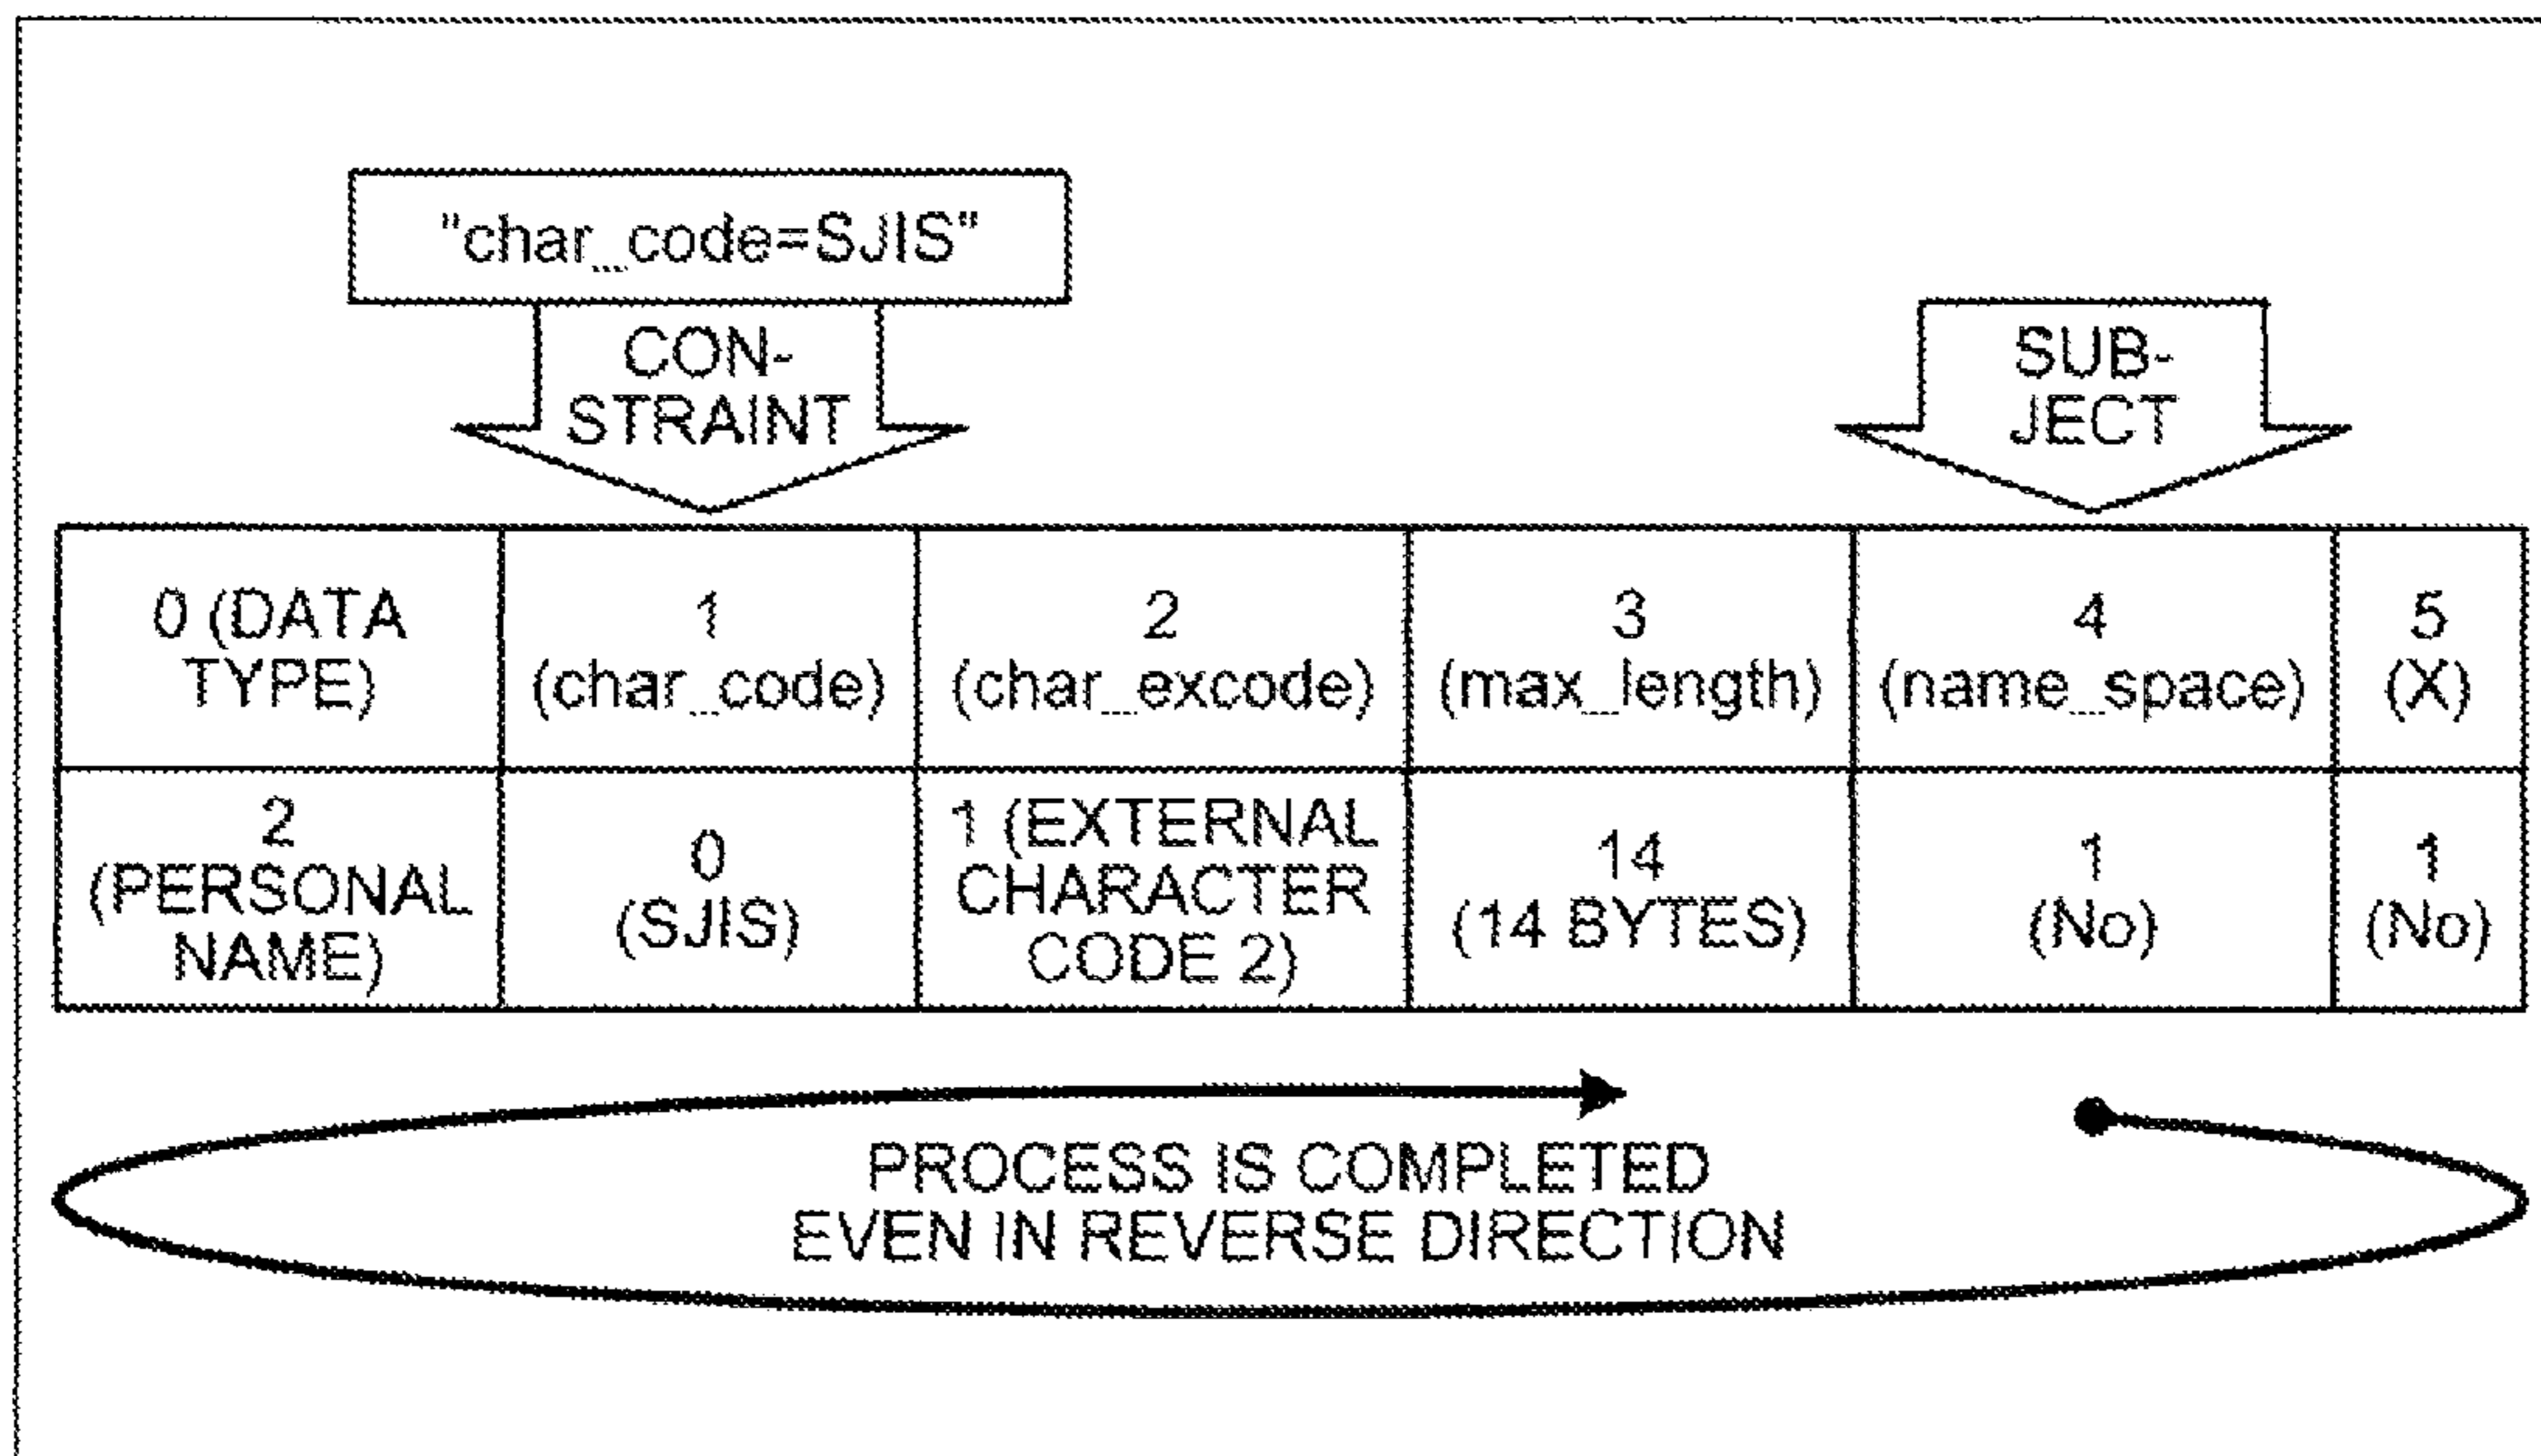 "char_code=SJIS"
CON-
STRAINT
SUB-
JECT
0 (DATA
TYPE)
1
(char_code)
2
(char_excode)
3
(max_length)
4
(name_space)
5
(X)
2
(PERSONAL
NAME)
0
(SJIS)
1 (EXTERNAL
CHARACTER
CODE 2)
14
(14 BYTES)
1
(No)
1
(No)
PROCESS IS COMPLETED
EVEN IN REVERSE DIRECTION